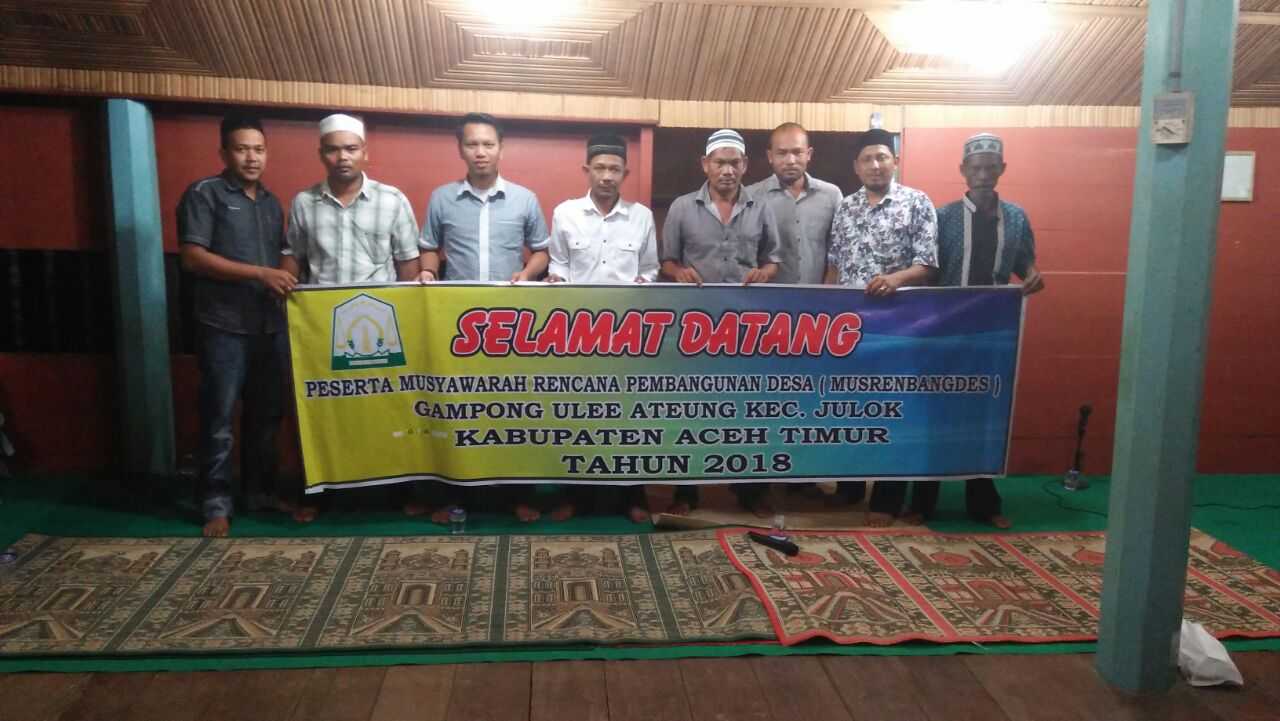 SELAMAT DATANG
PESERTA MUSYAWARAH RENCANA PEMBANGUNAN DESA ( MUSRENBANGDES )
GAMPONG ULEE ATEUNG KEC. JULOK
KABUPATEN ACEH TIMUR
TAHUN 2018